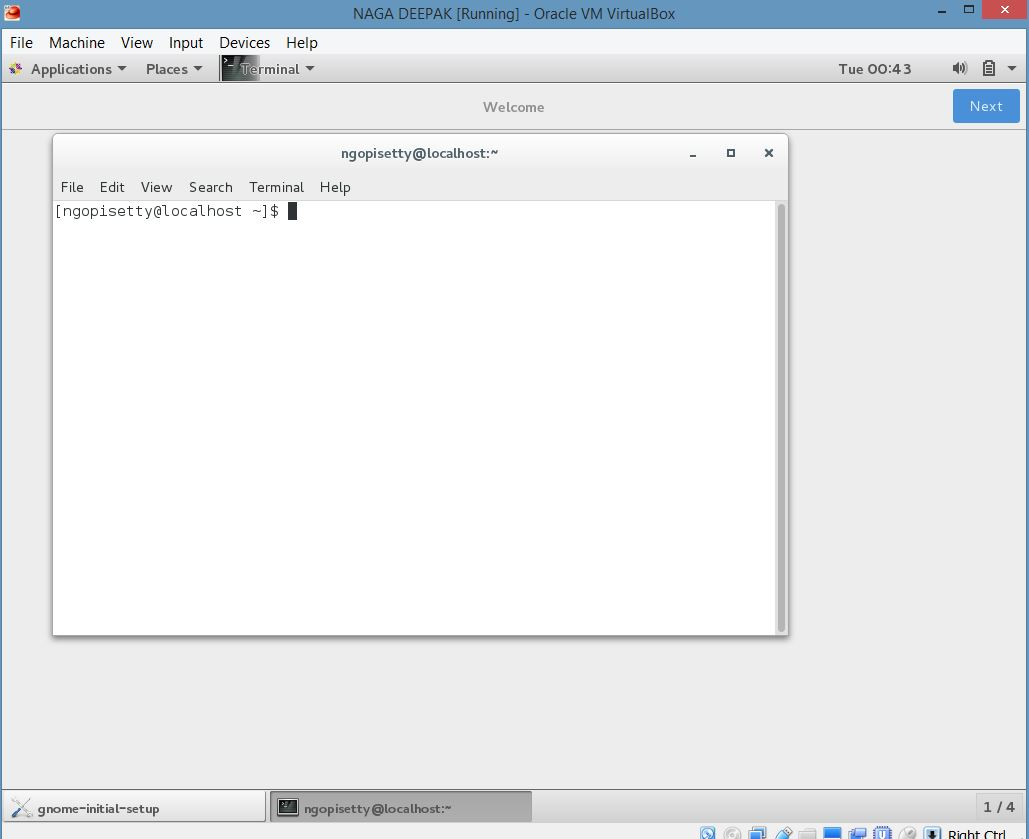 NAGA DEEPAK [Running] - Oracle VM VirtualBox
File Machine View Input Devices Help
Applications Places Terminal Tue 00:43
Welcome
Next
ngopisetty@localhost:~
File Edit View Search Terminal Help
[ngopisetty@localhost ~]$
gnome-initial-setup ngopisetty@localhost:~ 1 / 4
Right Ctrl